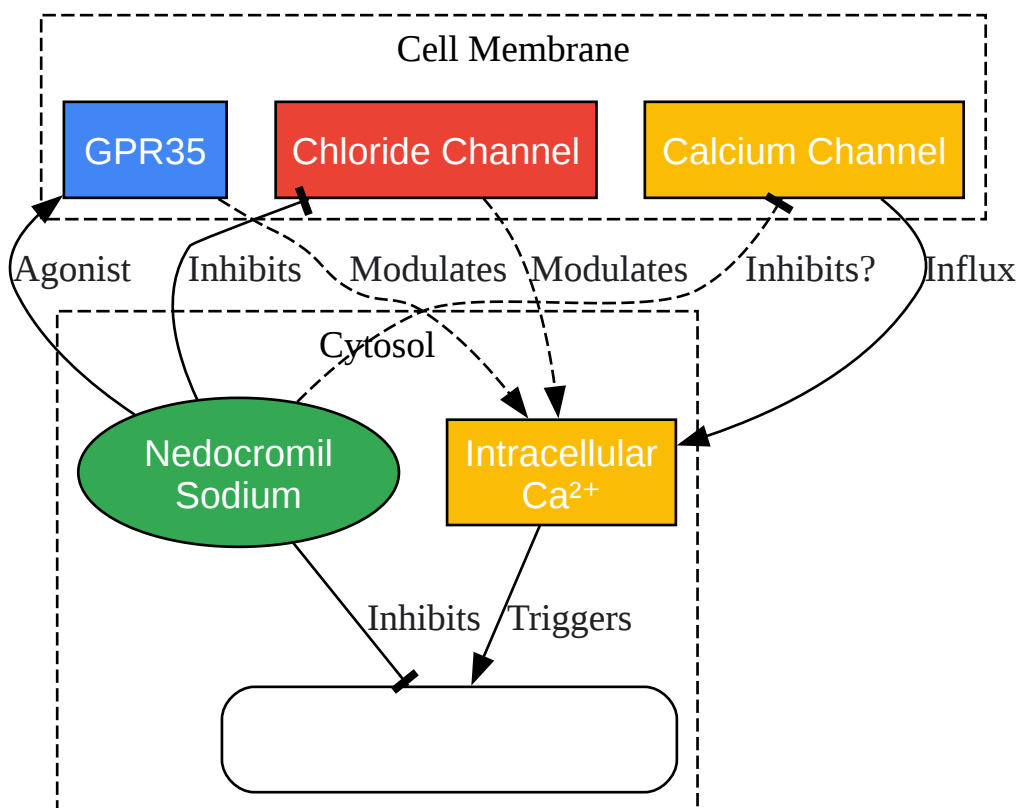 Cell Membrane
GPR35
Chloride Channel
Calcium Channel
Agonist
Inhibits
Modulates
Modulates
Inhibits?
Influx
Cytosol
Nedocromil
Sodium
Intracellular
Ca²⁺
Inhibits
Triggers